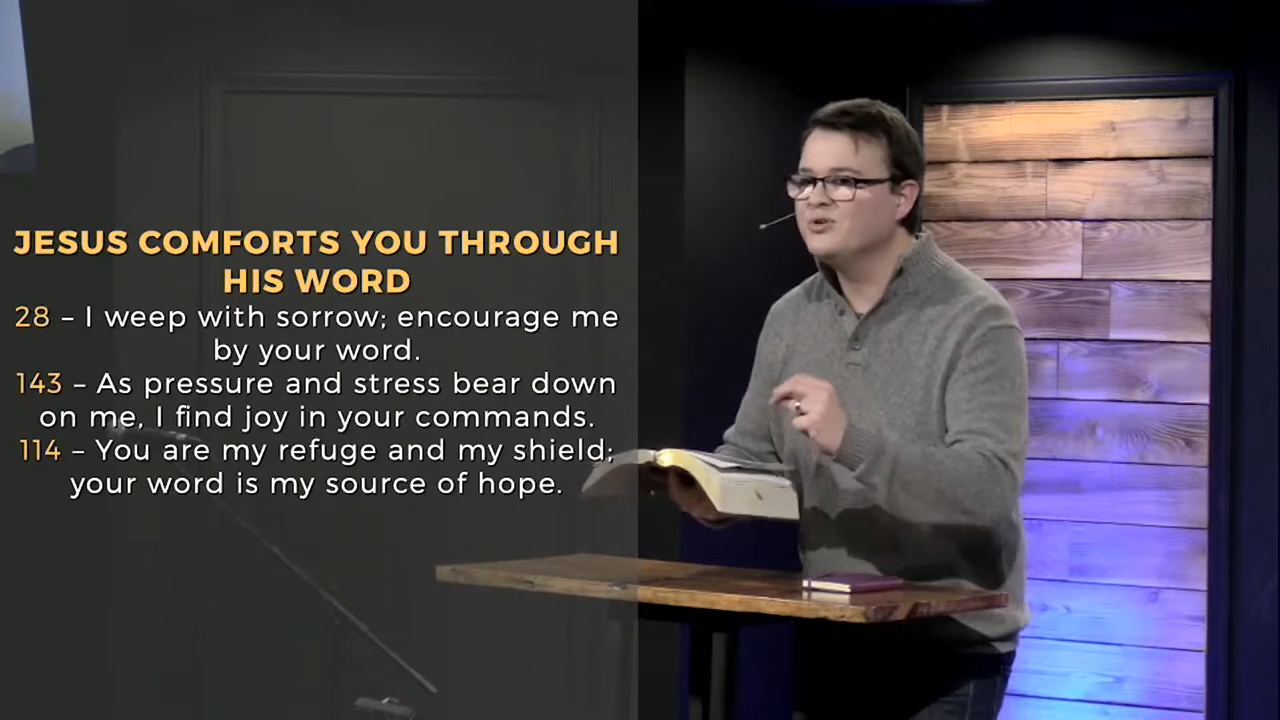 JESUS COMFORTS YOU THROUGH
HIS WORD
28 – I weep with sorrow; encourage me
by your word.
143 – As pressure and stress bear down
on me, I find joy in your commands.
114 – You are my refuge and my shield;
your word is my source of hope.